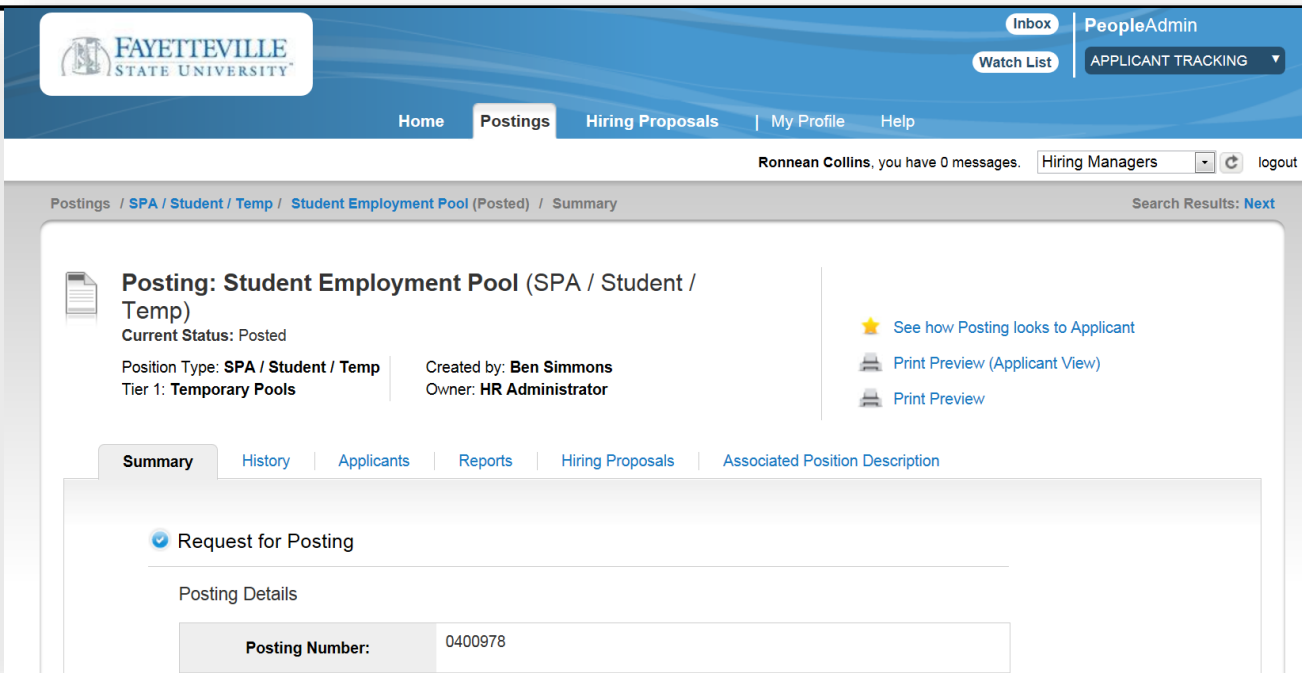 FAYETTEVILLE
STATE UNIVERSITY
Inbox
PeopleAdmin
Watch List
APPLICANT TRACKING
Home Postings Hiring Proposals | My Profile Help
Ronnean Collins, you have 0 messages. Hiring Managers logout
Postings / SPA / Student / Temp / Student Employment Pool (Posted) / Summary Search Results: Next
Posting: Student Employment Pool (SPA / Student /
Temp)
Current Status: Posted
Position Type: SPA / Student / Temp Created by: Ben Simmons
Tier 1: Temporary Pools Owner: HR Administrator
See how Posting looks to Applicant
Print Preview (Applicant View)
Print Preview
Summary History Applicants Reports Hiring Proposals Associated Position Description
Request for Posting
Posting Details
Posting Number: 0400978